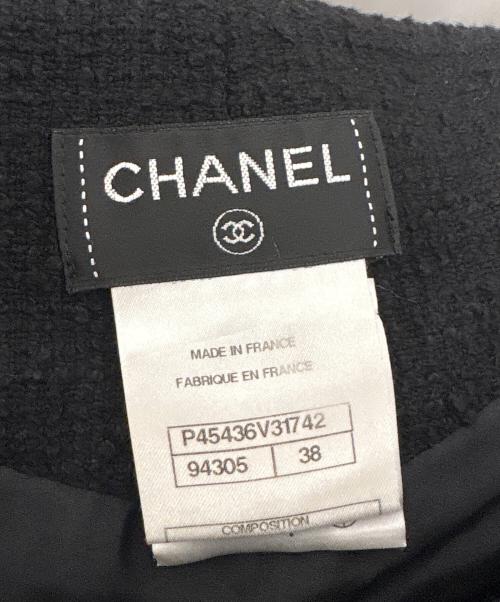 CHANEL
MADE IN FRANCE
FABRIQUE EN FRANCE
P45436V31742
94305 38
COMPOSITION